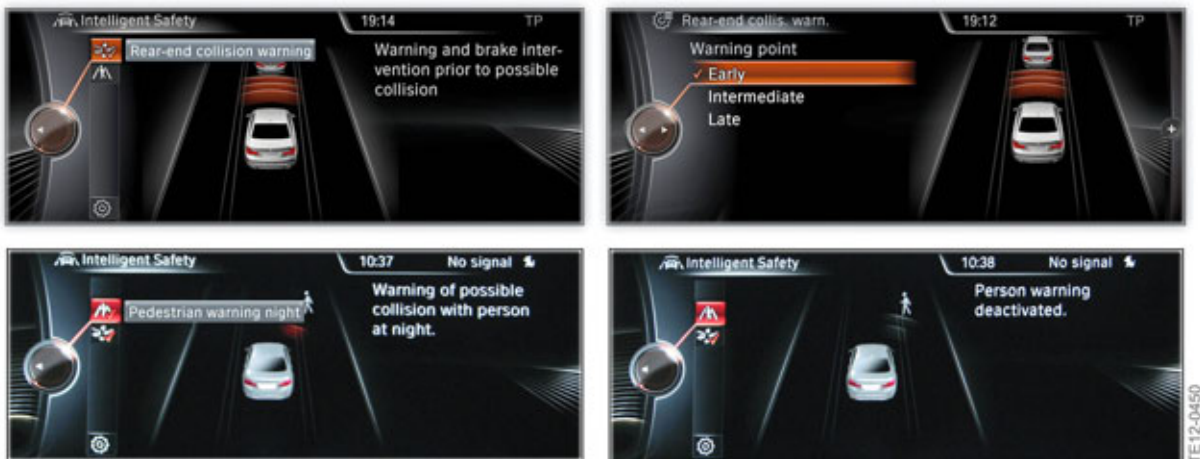 Intelligent Safety
19:14
TP
Rear-end collision warning
Warning and brake inter-
vention prior to possible
collision
Rear-end collis. warn.
19:12
TP
Warning point
Early
Intermediate
Late
Intelligent Safety
10:37
No signal
Pedestrian warning night
Warning of possible
collision with person
at night.
Intelligent Safety
10:38
No signal
Person warning
deactivated.
TE12-0450